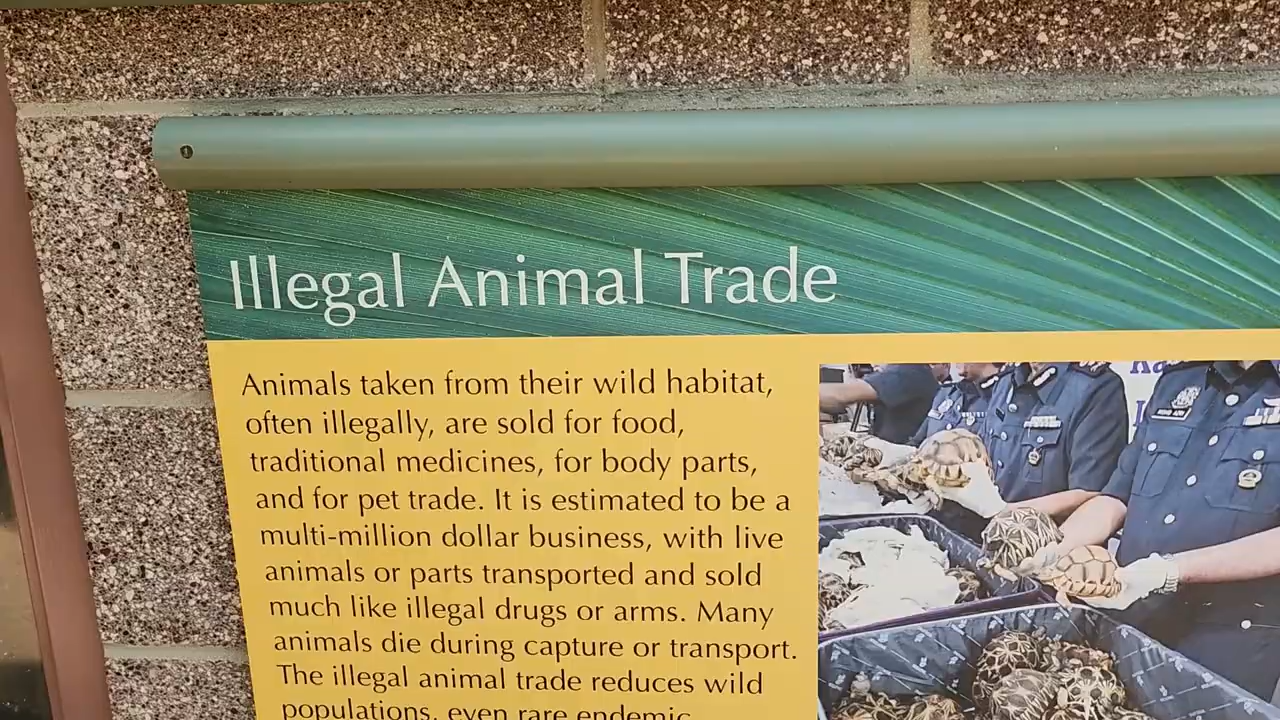 Illegal Animal Trade
Animals taken from their wild habitat,
often illegally, are sold for food,
traditional medicines, for body parts,
and for pet trade. It is estimated to be a
multi-million dollar business, with live
animals or parts transported and sold
much like illegal drugs or arms. Many
animals die during capture or transport.
The illegal animal trade reduces wild
populations, even rare endemic